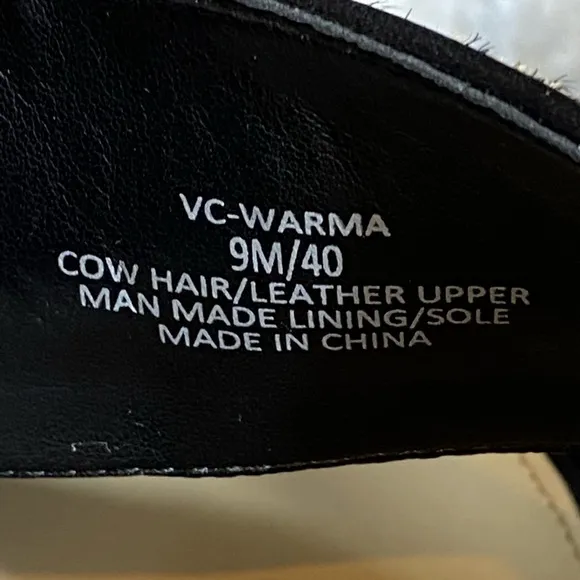 VC-WARMA
9M/40
COW HAIR/LEATHER UPPER
MAN MADE LINING/SOLE
MADE IN CHINA